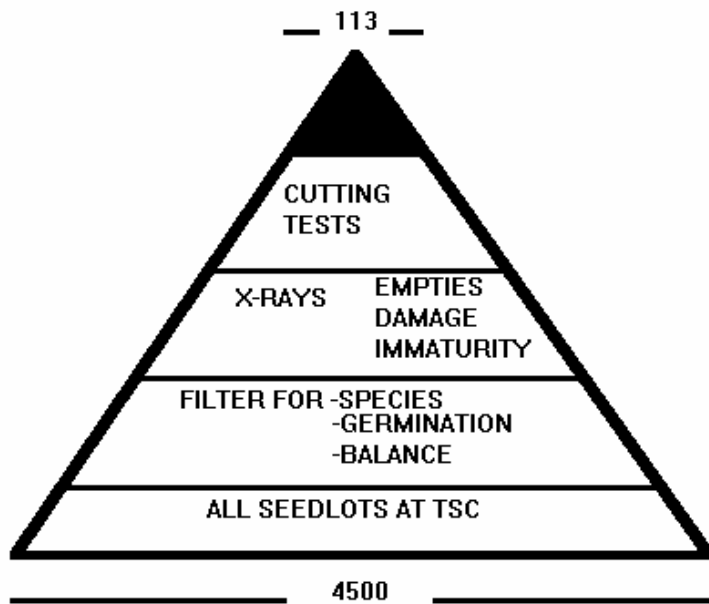 113
CUTTING
TESTS
X-RAYS
EMPTIES
DAMAGE
IMMATURITY
FILTER FOR -SPECIES
-GERMINATION
-BALANCE
ALL SEEDLOTS AT TSC
4500